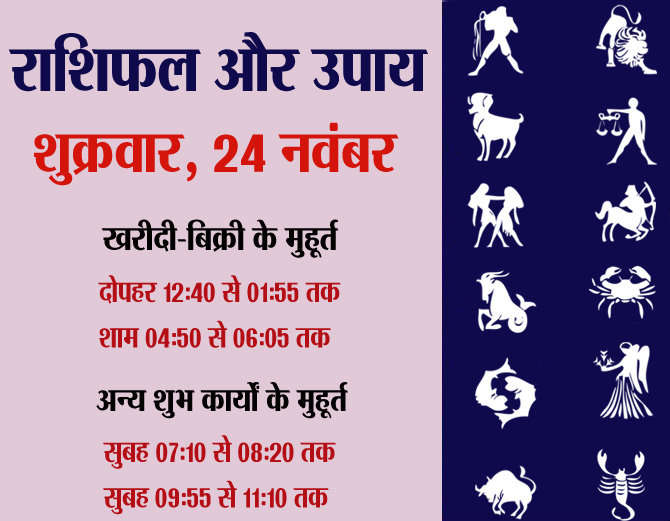 राशिफल और उपाय
शुक्रवार, 24 नवंबर
खरीदी-बिक्री के मुहूर्त
दोपहर 12:40 से 01:55 तक
शाम 04:50 से 06:05 तक
अन्य शुभ कार्यों के मुहूर्त
सुबह 07:10 से 08:20 तक
सुबह 09:55 से 11:10 तक